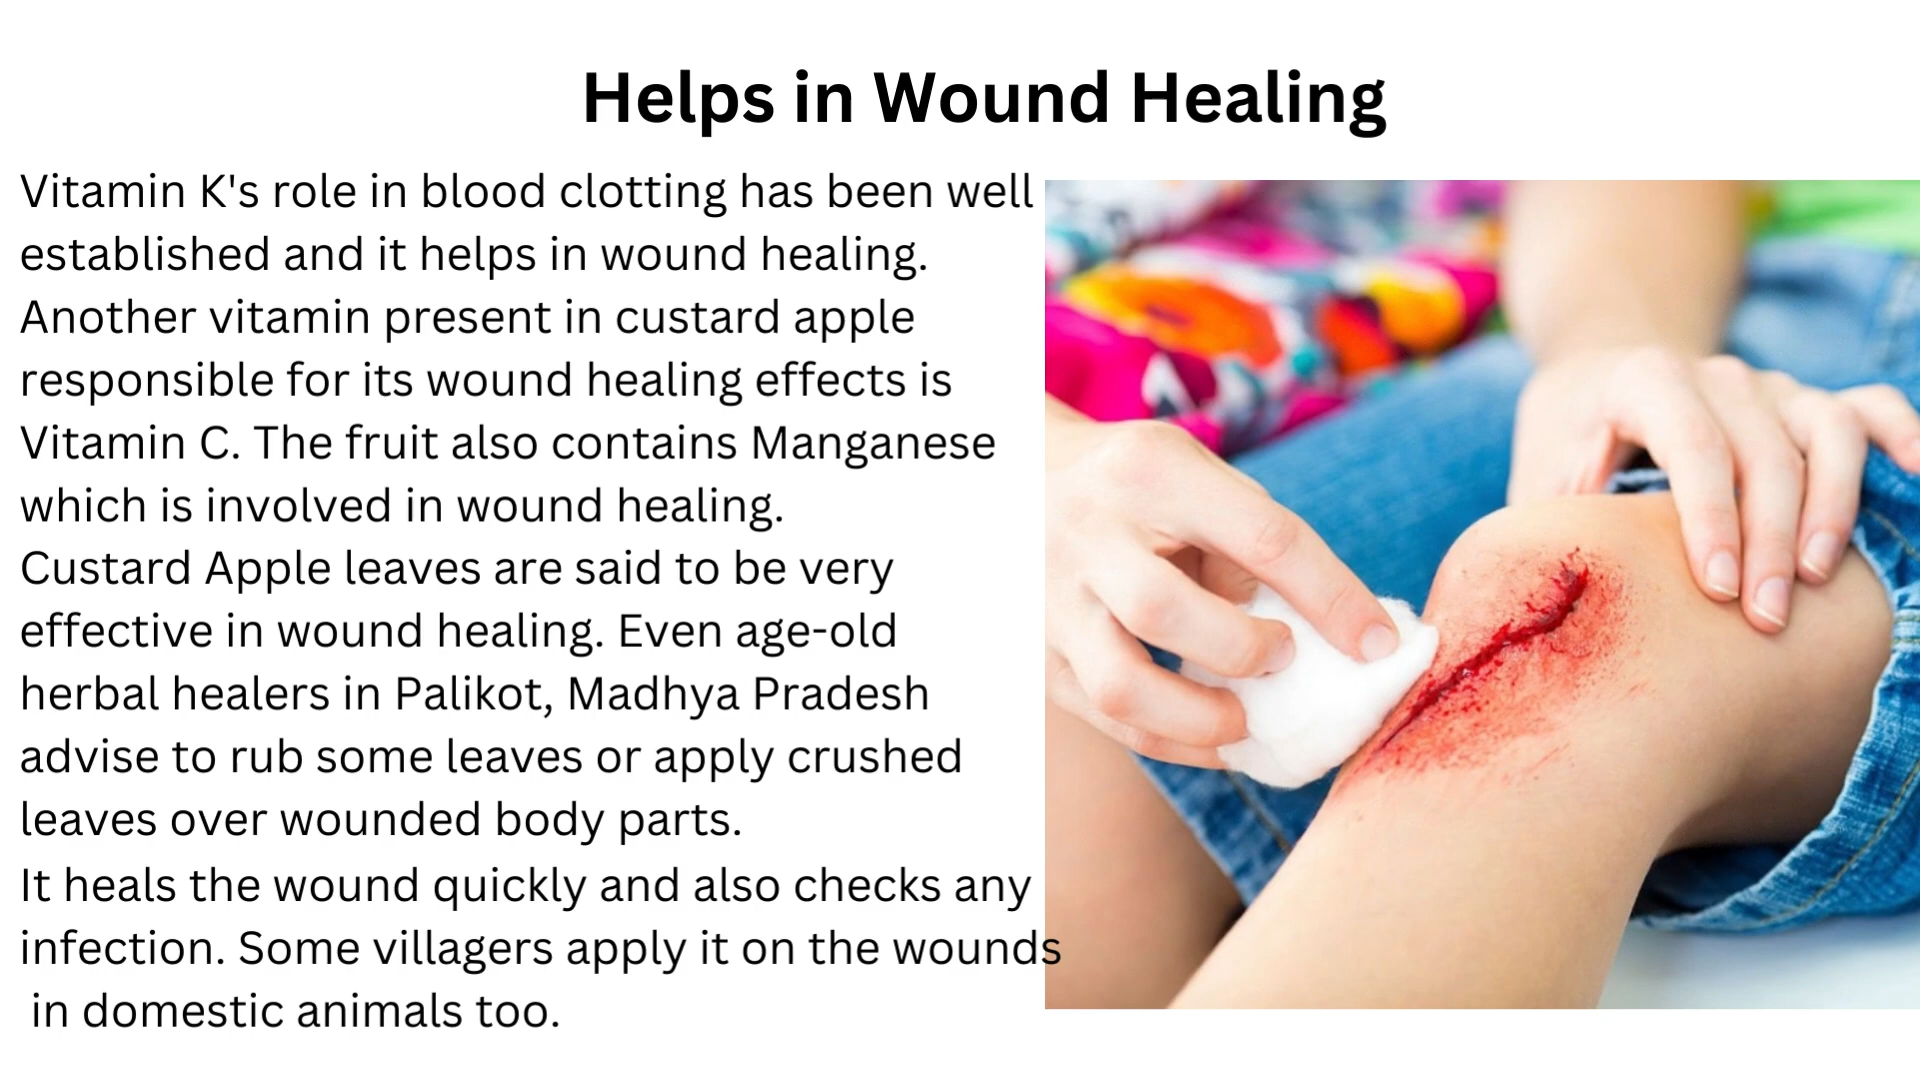 Helps in Wound Healing
Vitamin K's role in blood clotting has been well
established and it helps in wound healing.
Another vitamin present in custard apple
responsible for its wound healing effects is
Vitamin C. The fruit also contains Manganese
which is involved in wound healing.
Custard Apple leaves are said to be very
effective in wound healing. Even age-old
herbal healers in Palikot, Madhya Pradesh
advise to rub some leaves or apply crushed
leaves over wounded body parts.
It heals the wound quickly and also checks any
infection. Some villagers apply it on the wounds
in domestic animals too.